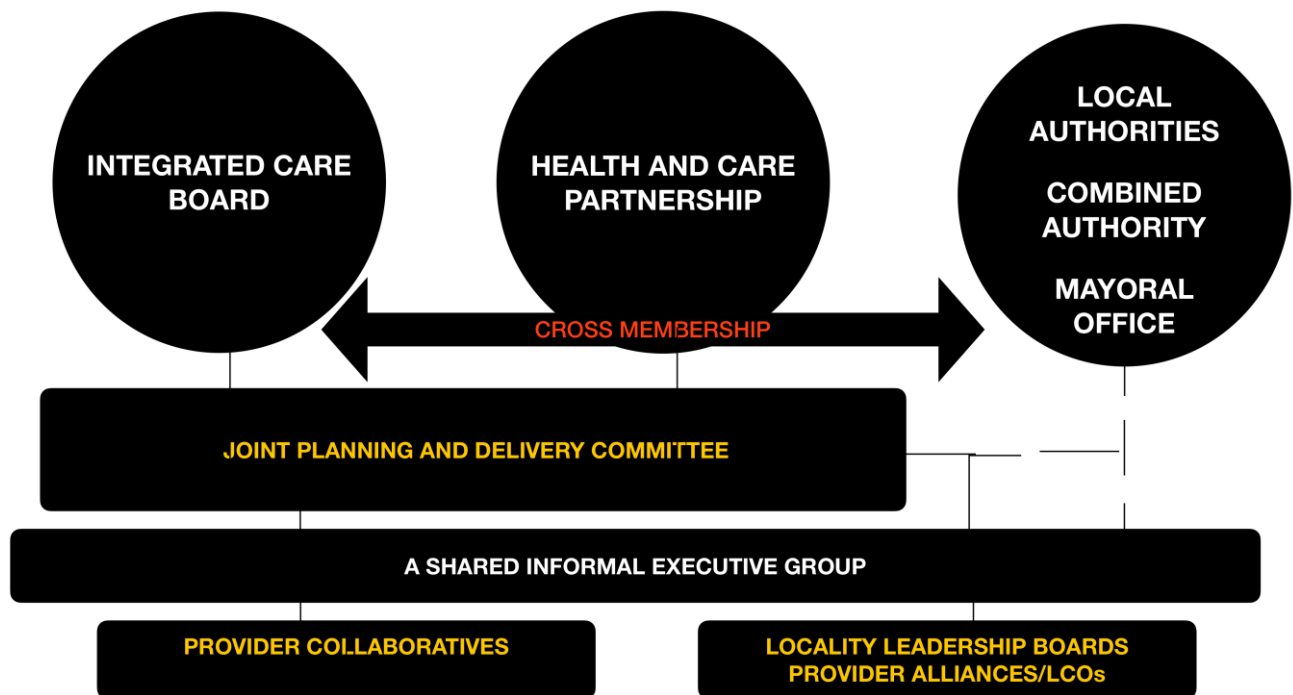 INTEGRATED CARE
BOARD
HEALTH AND CARE
PARTNERSHIP
LOCAL
AUTHORITIES
COMBINED
AUTHORITY
MAYORAL
OFFICE
CROSS MEMBERSHIP
JOINT PLANNING AND DELIVERY COMMITTEE
A SHARED INFORMAL EXECUTIVE GROUP
PROVIDER COLLABORATIVES
LOCALITY LEADERSHIP BOARDS
PROVIDER ALLIANCES/LCOs